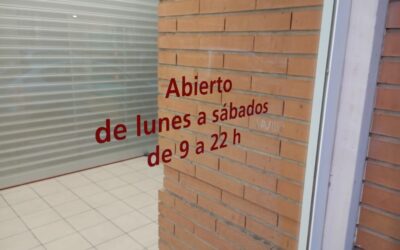 Abierto
de lunes a sábados
de 9 a 22 h